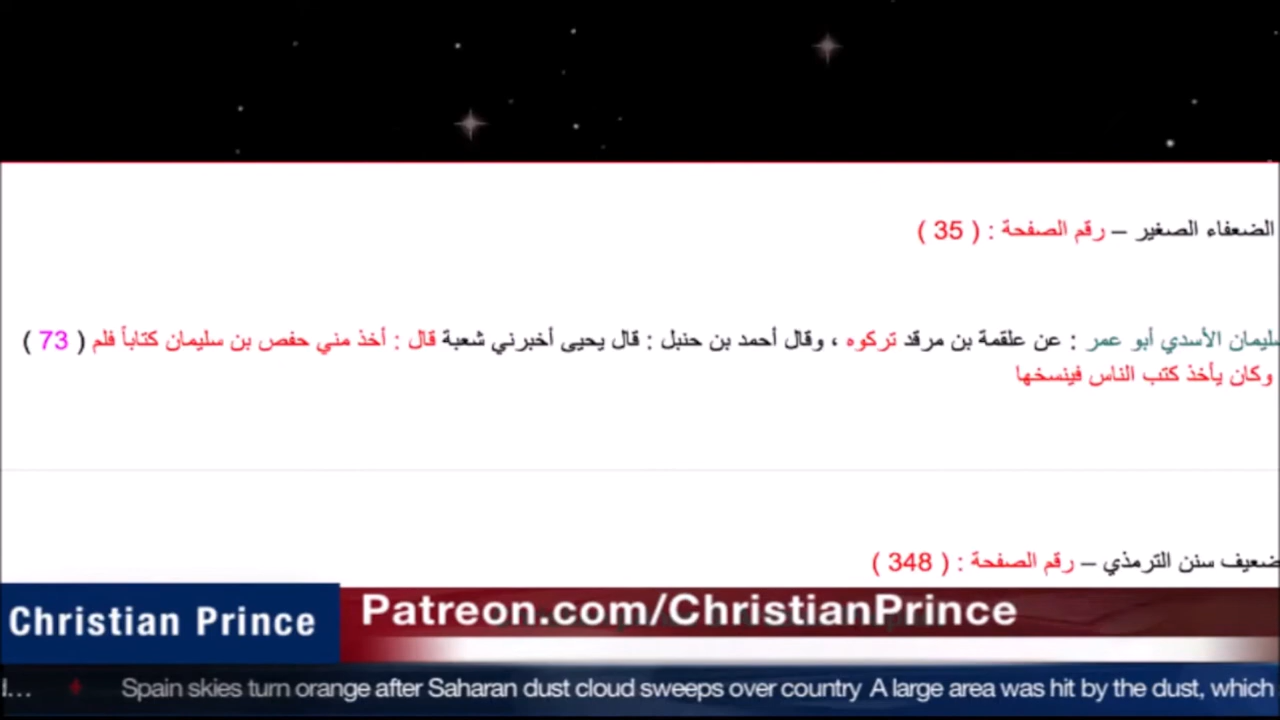 الضعفاء الصغير – رقم الصفحة : ( 35 )
سليمان الأسدي أبو عمر : عن علقمة بن مرقد تركوه ، وقال أحمد بن حنبل : قال يحيى أخبرني شعبة قال : أخذ مني حفص بن سليمان كتاباً فلم ( 73 )
وكان يأخذ كتب الناس فينسخها
ضعيف سنن الترمذي – رقم الصفحة : ( 348 )
Patreon.com/ChristianPrince
Christian Prince
Spain skies turn orange after Saharan dust cloud sweeps over country A large area was hit by the dust, which